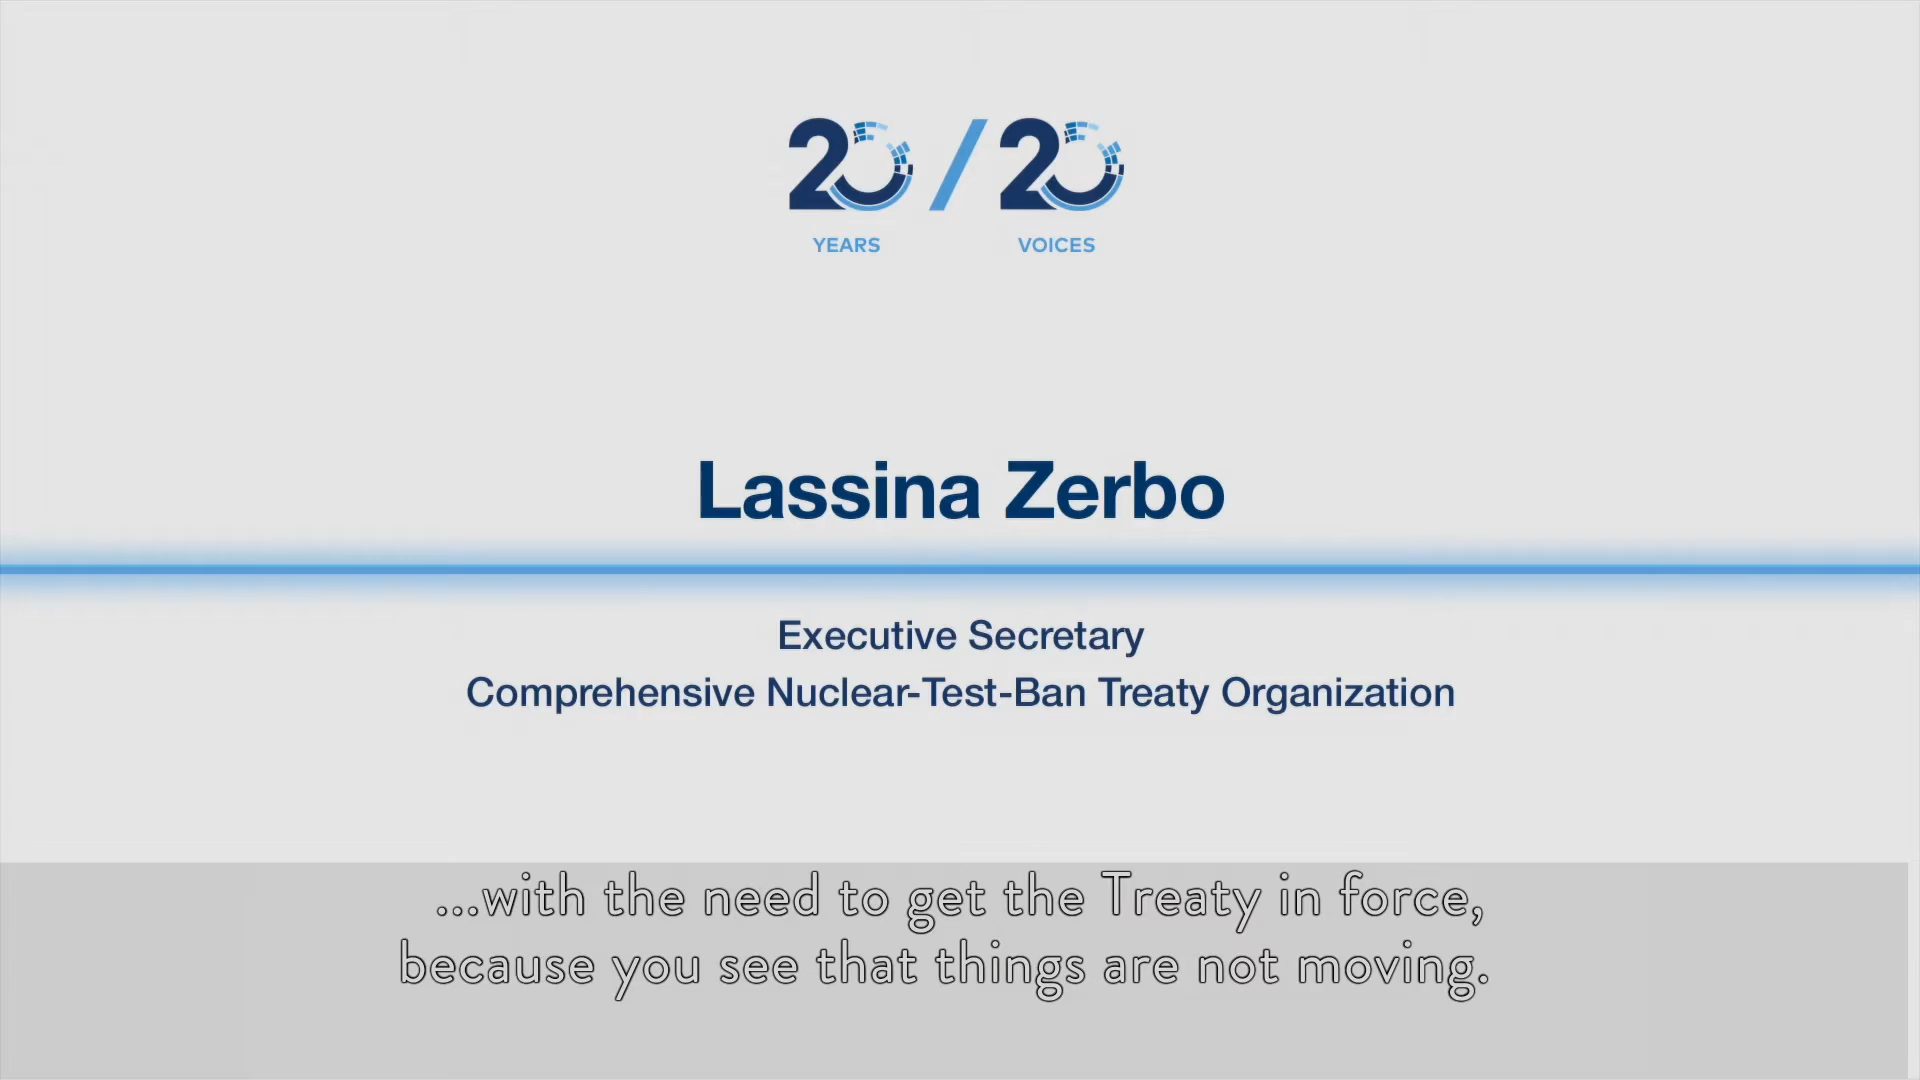 20/20
YEARS VOICES
Lassina Zerbo
Executive Secretary
Comprehensive Nuclear-Test-Ban Treaty Organization
...with the need to get the Treaty in force,
because you see that things are not moving.